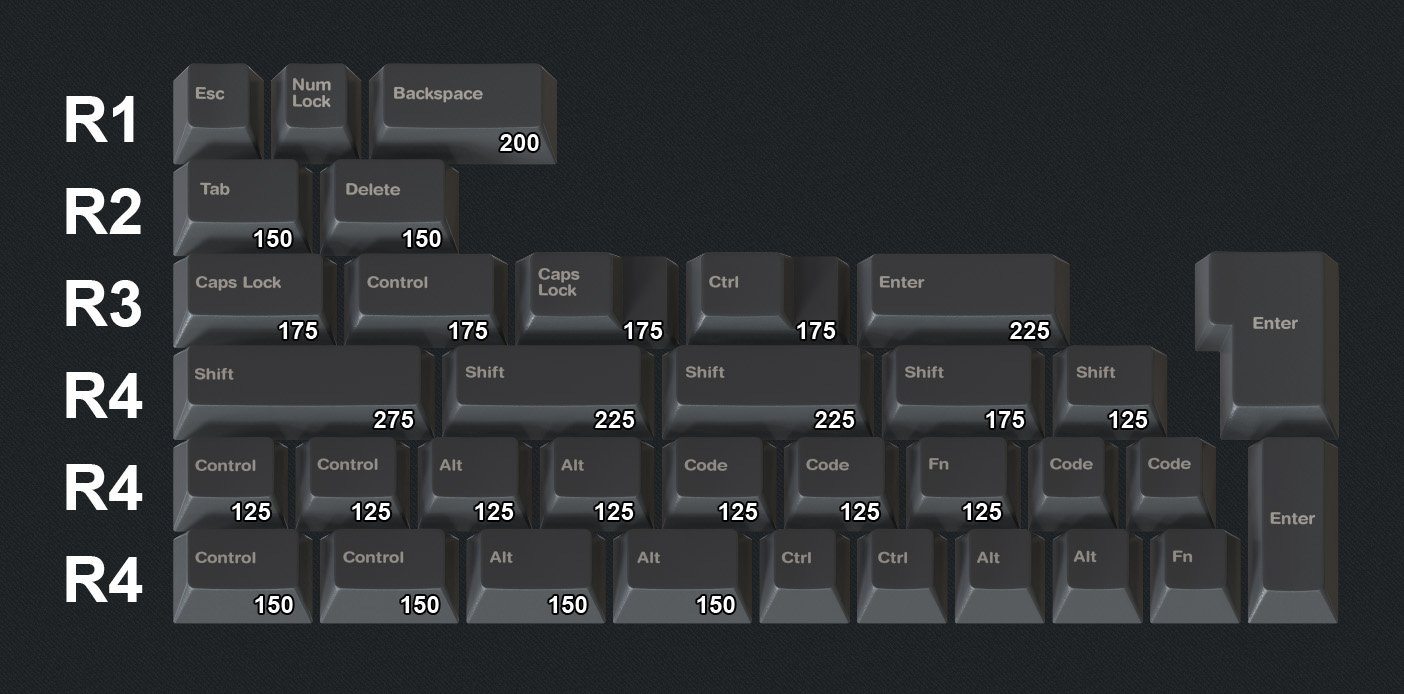 R1
Esc
Num
Lock
Backspace
200
R2
Tab
150
Delete
150
R3
Caps Lock
175
Control
175
Caps
Lock
175
Ctrl
175
Enter
225
Enter
R4
Shift
275
Shift
225
Shift
225
Shift
175
Shift
125
R4
Control
125
Control
125
Alt
125
Alt
125
Code
125
Code
125
Fn
125
Code
Code
Enter
R4
Control
150
Control
150
Alt
150
Alt
150
Ctrl
Ctrl
Alt
Alt
Fn